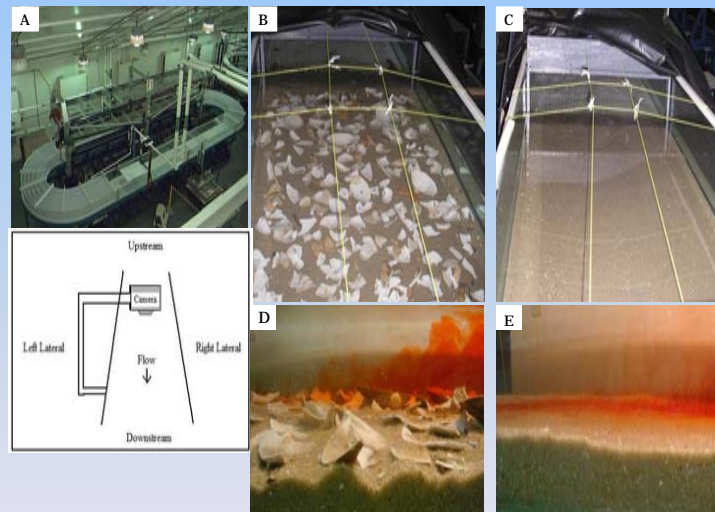 A
B
C
Upstream
Camera
Left Lateral
Right Lateral
Flow
Downstream
D
E